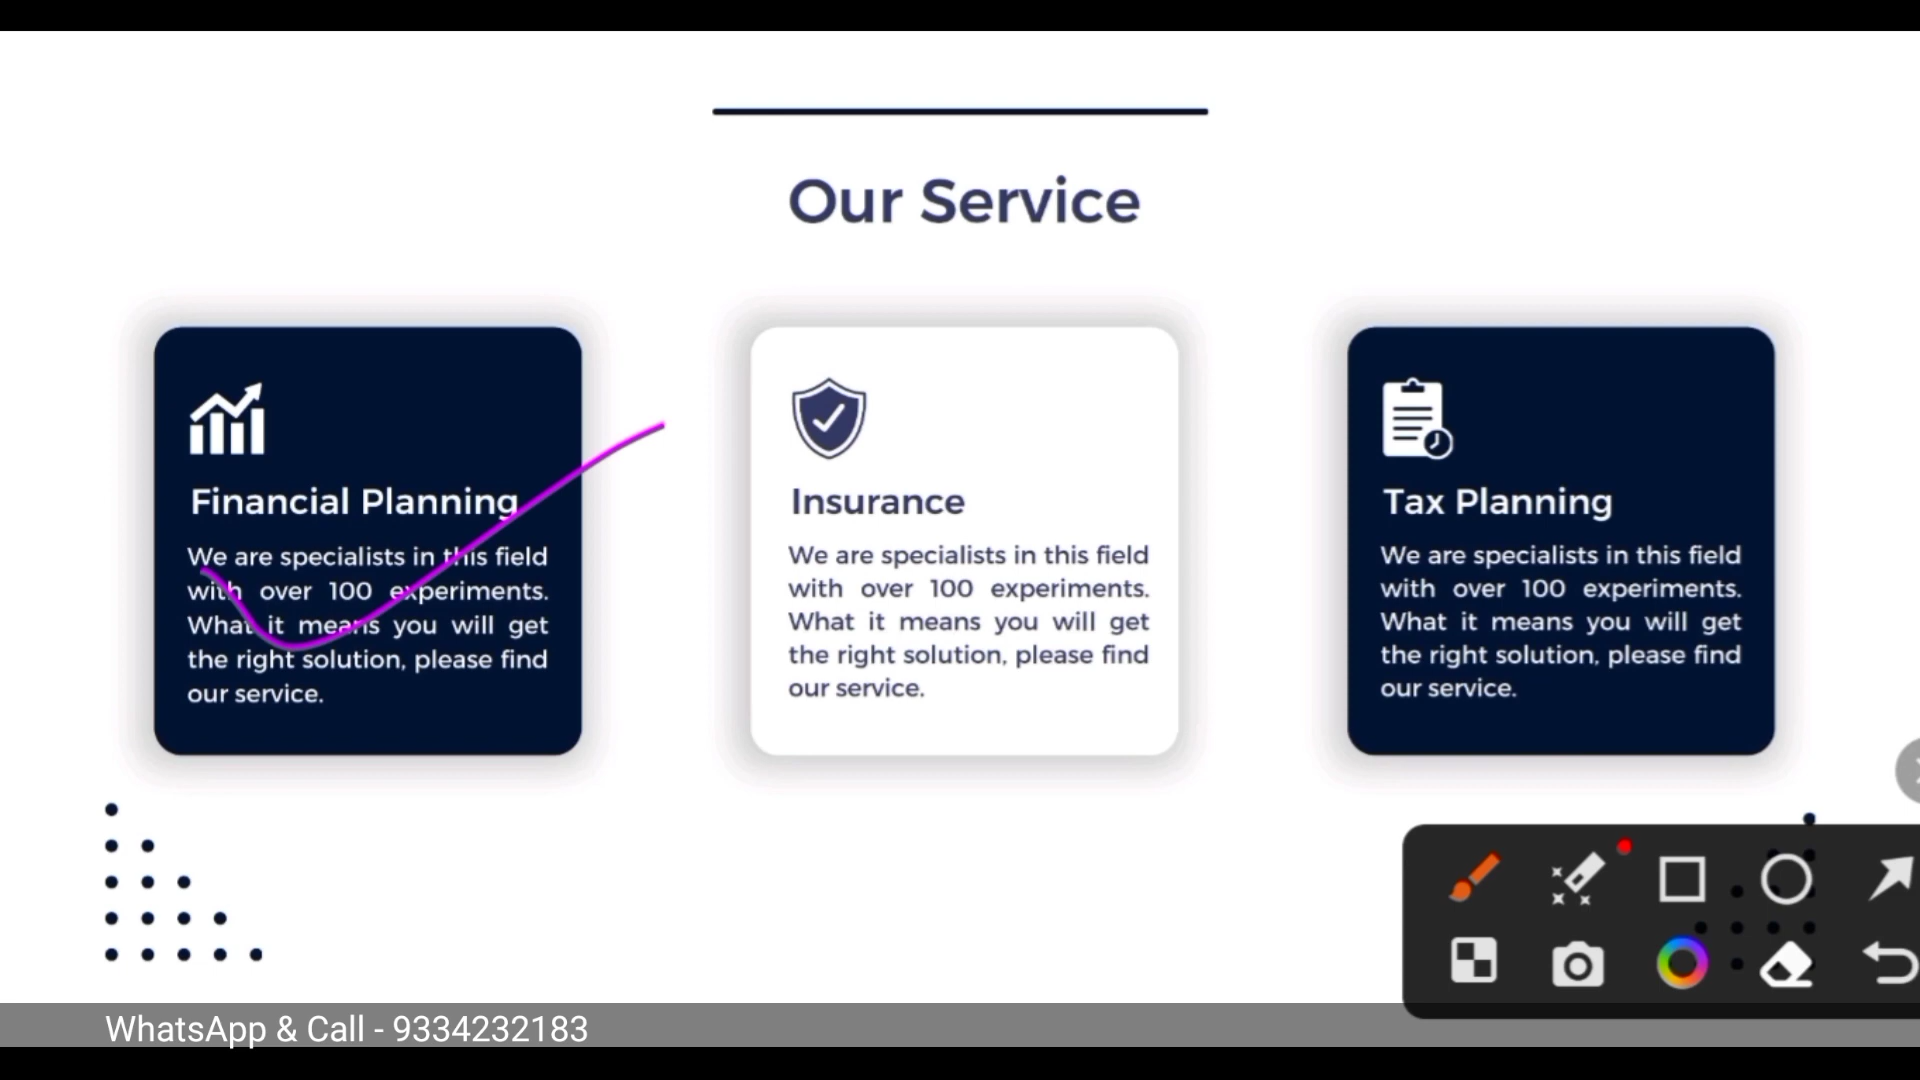 Our Service
Financial Planning
We are specialists in this field
with over 100 experiments.
What it means you will get
the right solution, please find
our service.
Insurance
We are specialists in this field
with over 100 experiments.
What it means you will get
the right solution, please find
our service.
Tax Planning
We are specialists in this field
with over 100 experiments.
What it means you will get
the right solution, please find
our service.
WhatsApp & Call - 9334232183